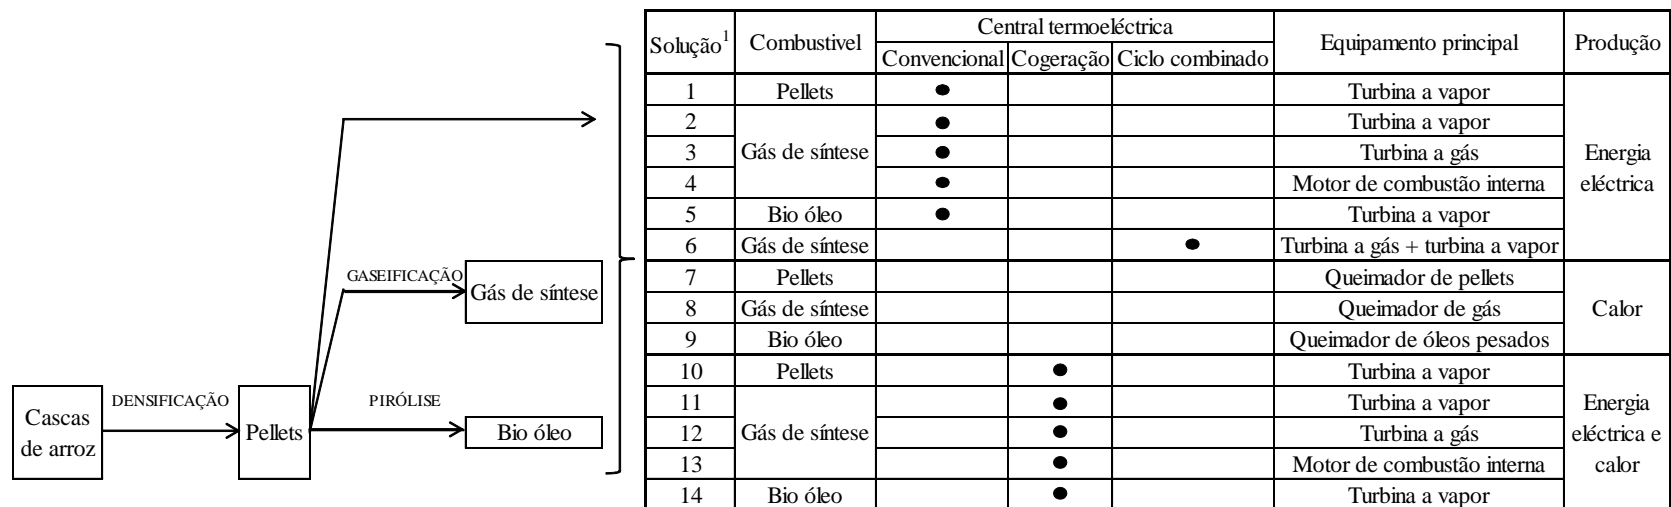 Cascas
de arroz
DENSIFICAÇÃO
Pellets
GASEIFICAÇÃO
Gás de síntese
PIRÓLISE
Bio óleo
Solução1 Combustivel Central termoeléctrica Equipamento principal Produção
Convencional Cogeração Ciclo combinado
1 Pellets ● Turbina a vapor
2 ● Turbina a vapor
3 Gás de síntese ● Turbina a gás Energia
4 ● Motor de combustão interna eléctrica
5 Bio óleo ● Turbina a vapor
6 Gás de síntese ● Turbina a gás + turbina a vapor
7 Pellets Queimador de pellets
8 Gás de síntese Queimador de gás Calor
9 Bio óleo Queimador de óleos pesados
10 Pellets ● Turbina a vapor
11 ● Turbina a vapor Energia
12 Gás de síntese ● Turbina a gás eléctrica e
13 ● Motor de combustão interna calor
14 Bio óleo ● Turbina a vapor